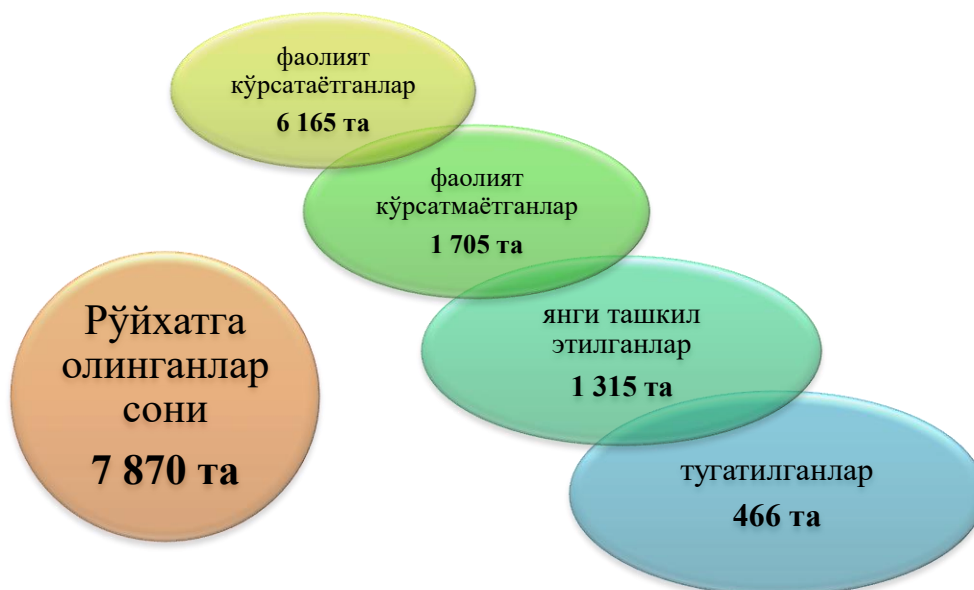 фаолият
кўрсатаётганлар
6 165 та
фаолият
кўрсатмаётганлар
1 705 та
янги ташкил
этилганлар
1 315 та
тугатилганлар
466 та
Рўйхатга
олинганлар
сони
7 870 та